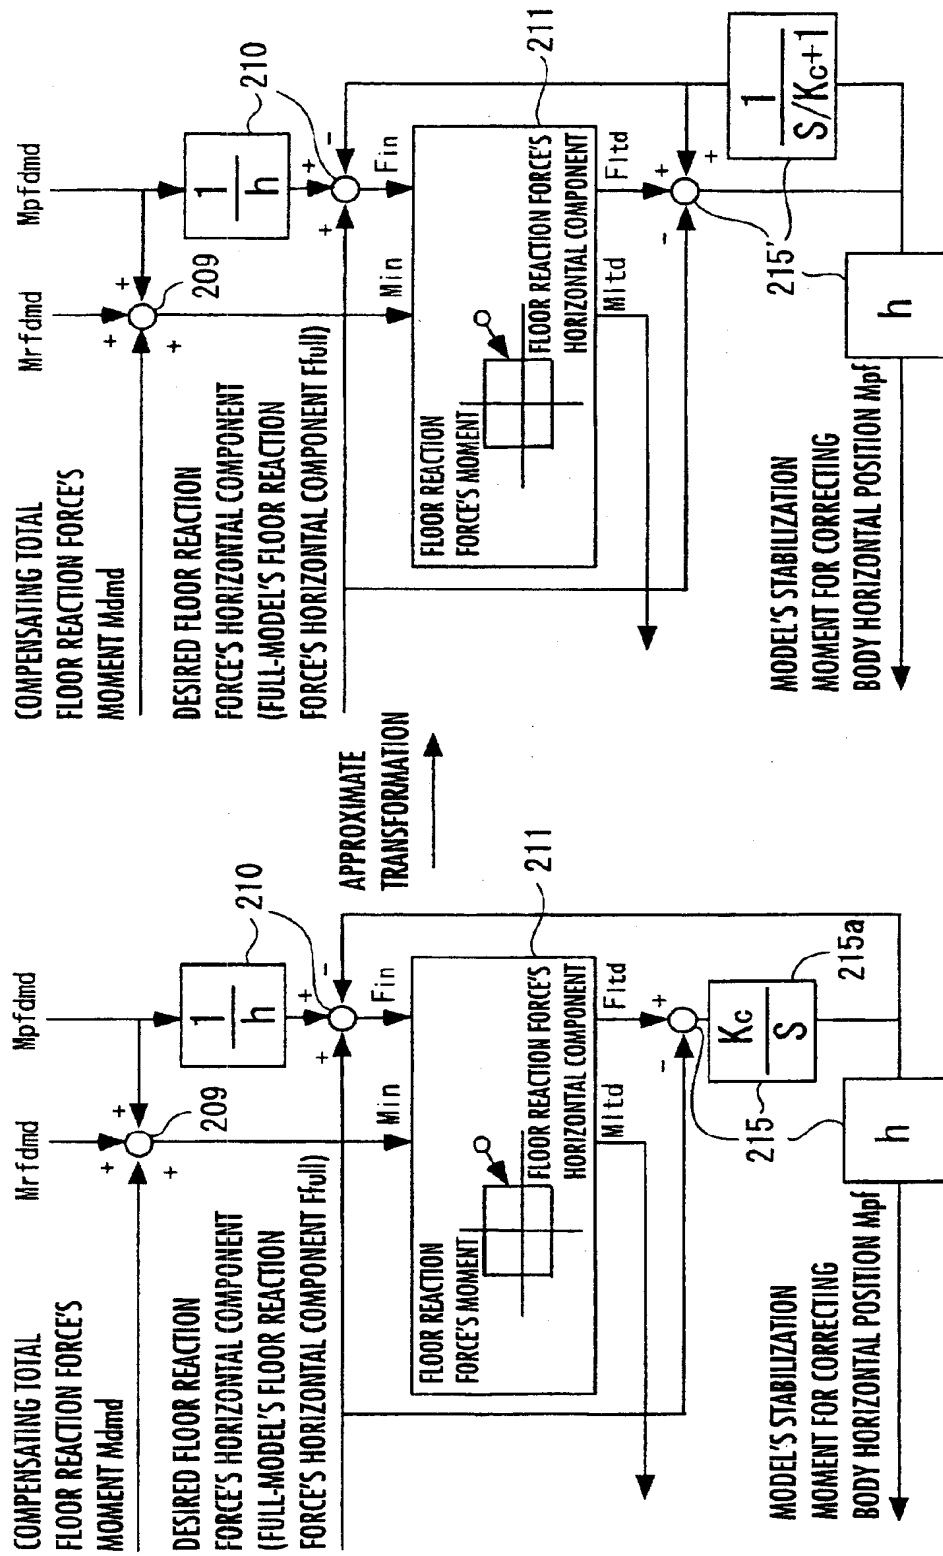 Mrfdmd
Mpfdmd
COMPENSATING TOTAL
FLOOR REACTION FORCE'S
MOMENT Mdmd
+
+
+
209
1
h
210
DESIRED FLOOR REACTION
FORCE'S HORIZONTAL COMPONENT
(FULL-MODEL'S FLOOR REACTION
FORCE'S HORIZONTAL COMPONENT Ffull)
+
+
-
Min
Fin
FLOOR REACTION
FORCE'S MOMENT
FLOOR REACTION FORCE'S
HORIZONTAL COMPONENT
211
Mltd
Fltd
-
+
215
Kc
S
215a
MODEL'S STABILIZATION
MOMENT FOR CORRECTING
BODY HORIZONTAL POSITION Mpf
h
APPROXIMATE
TRANSFORMATION
Mrfdmd
Mpfdmd
COMPENSATING TOTAL
FLOOR REACTION FORCE'S
MOMENT Mdmd
+
+
+
209
1
h
210
DESIRED FLOOR REACTION
FORCE'S HORIZONTAL COMPONENT
(FULL-MODEL'S FLOOR REACTION
FORCE'S HORIZONTAL COMPONENT Ffull)
+
+
-
Min
Fin
FLOOR REACTION
FORCE'S MOMENT
FLOOR REACTION FORCE'S
HORIZONTAL COMPONENT
211
Mltd
Fltd
-
+
+
215'
1
S/Kc+1
MODEL'S STABILIZATION
MOMENT FOR CORRECTING
BODY HORIZONTAL POSITION Mpf
h